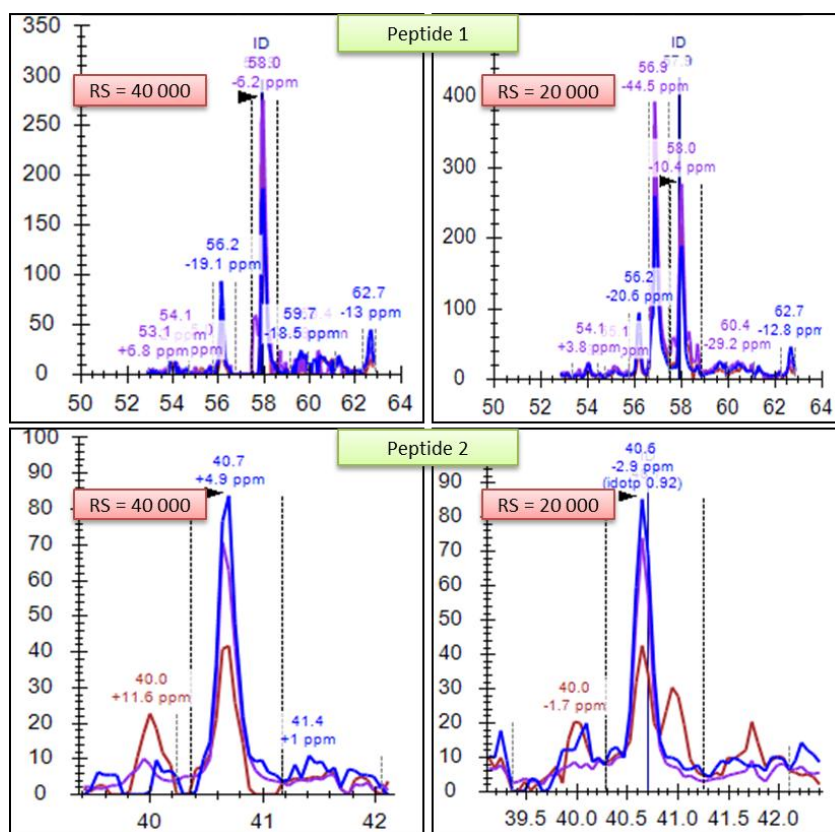 Peptide 1
RS = 40 000
350
300
250
200
150
100
50
0
ID
58.0
-6.2 ppm
56.2
-19.1 ppm
54.1
53.1
+6.8 ppm
59.7
-18.5 ppm
62.7
-13 ppm
50 52 54 56 58 60 62 64
RS = 20 000
400
300
200
100
0
ID
56.9
-44.5 ppm
58.0
-10.4 ppm
56.2
-20.6 ppm
54.1
+3.8 ppm
60.4
-29.2 ppm
62.7
-12.8 ppm
50 52 54 56 58 60 62 64
Peptide 2
RS = 40 000
100
90
80
70
60
50
40
30
20
10
0
40.7
+4.9 ppm
40.0
+11.6 ppm
41.4
+1 ppm
40 41 42
RS = 20 000
90
80
70
60
50
40
30
20
10
0
40.6
-2.9 ppm
(idotp 0.92)
40.0
-1.7 ppm
39.5 40.0 40.5 41.0 41.5 42.0